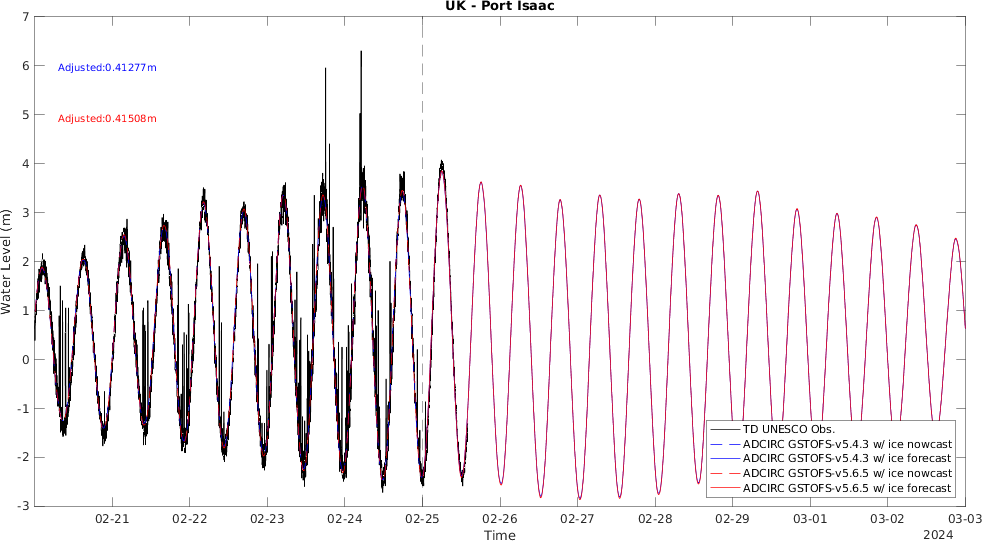 UK - Port Isaac
Adjusted:0.41277m
Adjusted:0.41508m
Water Level (m)
7
6
5
4
3
2
1
0
-1
-2
-3
TD UNESCO Obs.
ADCIRC GSTOFS-v5.4.3 w/ ice nowcast
ADCIRC GSTOFS-v5.4.3 w/ ice forecast
ADCIRC GSTOFS-v5.6.5 w/ ice nowcast
ADCIRC GSTOFS-v5.6.5 w/ ice forecast
02-21 02-22 02-23 02-24 02-25 02-26 02-27 02-28 02-29 03-01 03-02 03-03
Time
2024